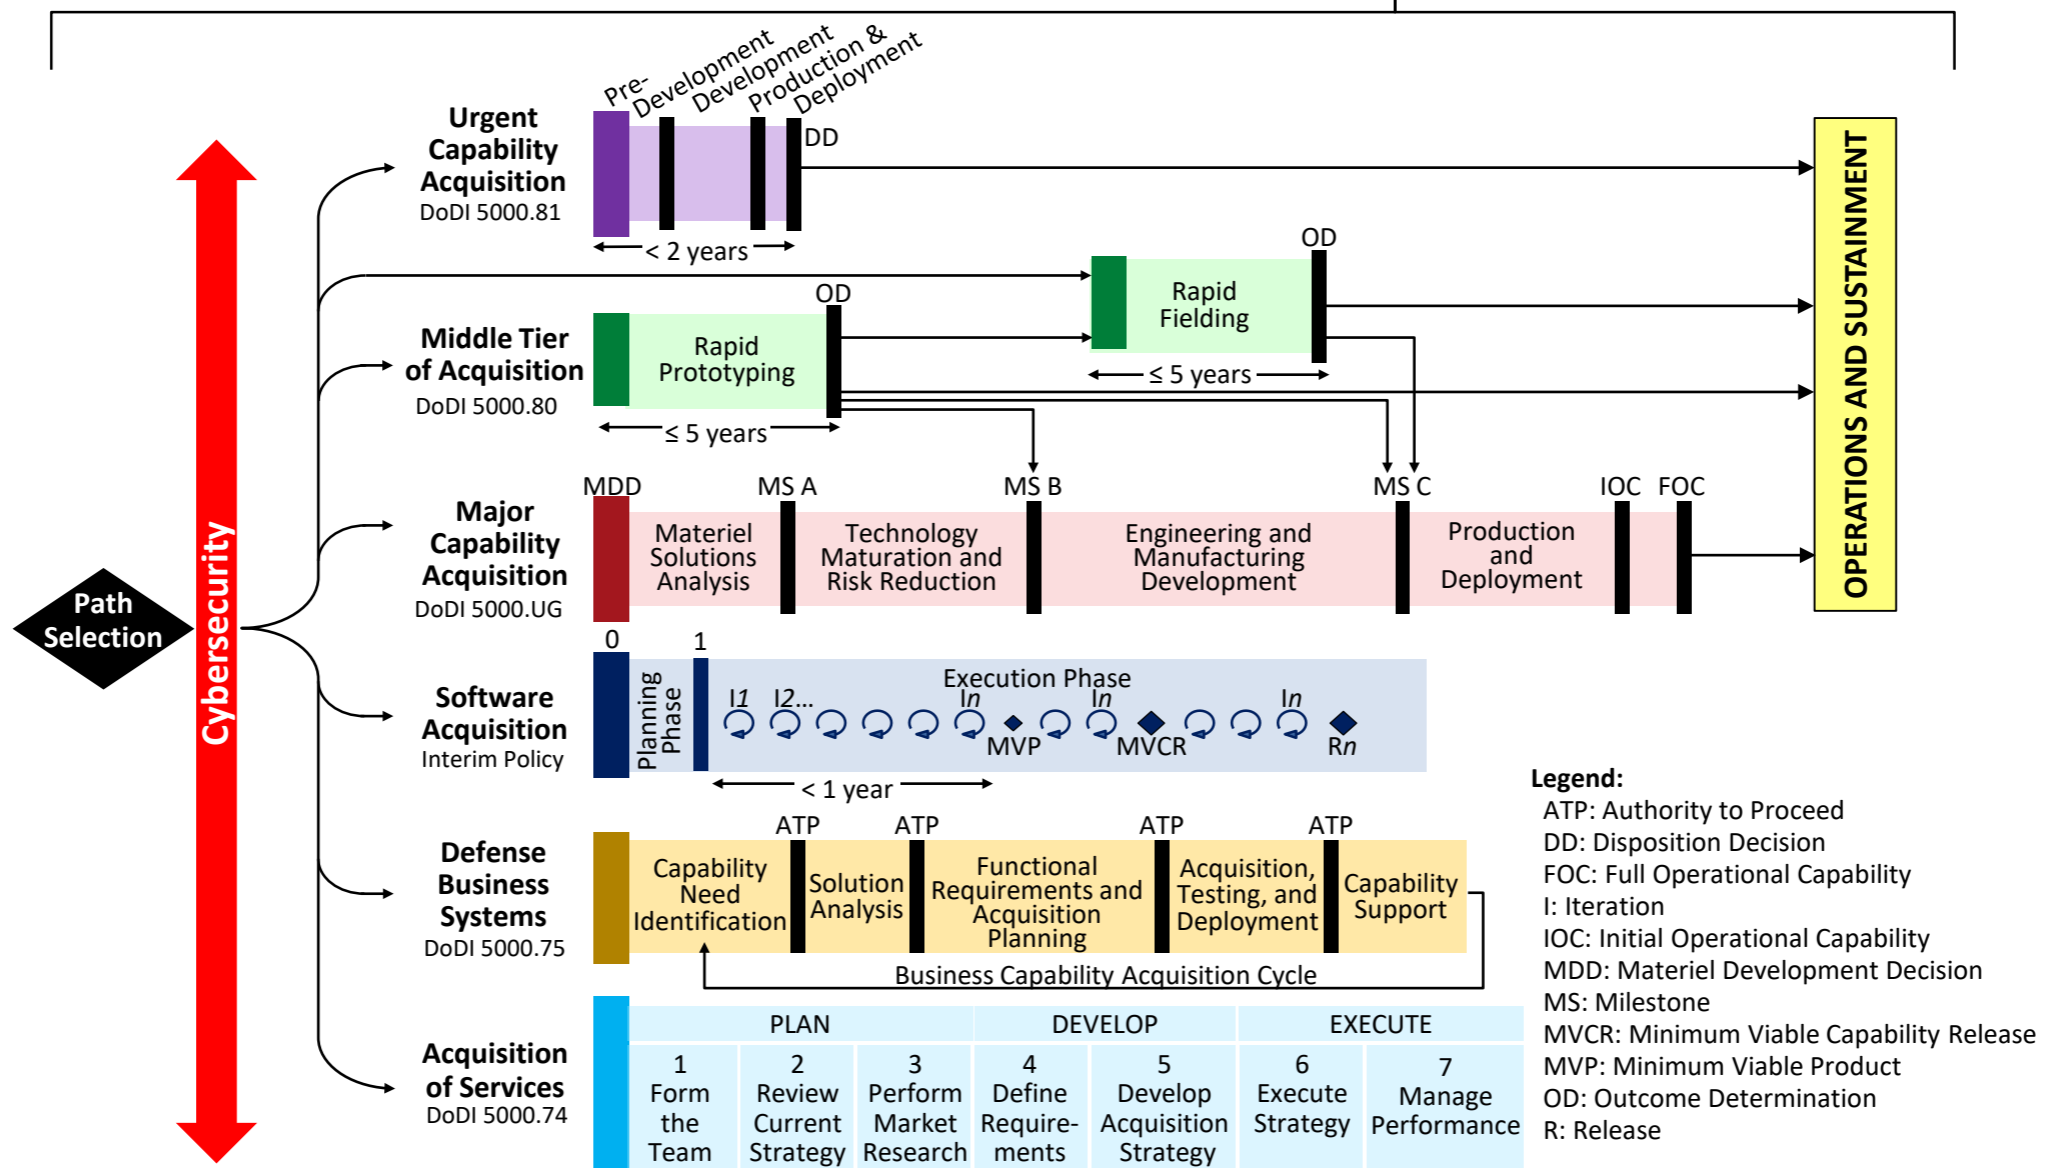 Pre-
Development
Development
Production &
Deployment
Urgent
Capability
Acquisition
DoDI 5000.81
DD
< 2 years
OD
Rapid
Fielding
≤ 5 years
Middle Tier
of Acquisition
DoDI 5000.80
OD
Rapid
Prototyping
≤ 5 years
OPERATIONS AND SUSTAINMENT
Cybersecurity
Path
Selection
Major
Capability
Acquisition
DoDI 5000.UG
MDD
MS A
MS B
MS C
IOC
FOC
Materiel
Solutions
Analysis
Technology
Maturation and
Risk Reduction
Engineering and
Manufacturing
Development
Production
and
Deployment
Software
Acquisition
Interim Policy
0
1
Planning
Phase
Execution Phase
I1
I2...
In
In
In
MVP
MVCR
Rn
< 1 year
Defense
Business
Systems
DoDI 5000.75
ATP
ATP
ATP
ATP
Capability
Need
Identification
Solution
Analysis
Functional
Requirements and
Acquisition
Planning
Acquisition,
Testing, and
Deployment
Capability
Support
Business Capability Acquisition Cycle
Acquisition
of Services
DoDI 5000.74
PLAN
DEVELOP
EXECUTE
1
Form
the
Team
2
Review
Current
Strategy
3
Perform
Market
Research
4
Define
Require-
ments
5
Develop
Acquisition
Strategy
6
Execute
Strategy
7
Manage
Performance
Legend:
ATP: Authority to Proceed
DD: Disposition Decision
FOC: Full Operational Capability
I: Iteration
IOC: Initial Operational Capability
MDD: Materiel Development Decision
MS: Milestone
MVCR: Minimum Viable Capability Release
MVP: Minimum Viable Product
OD: Outcome Determination
R: Release